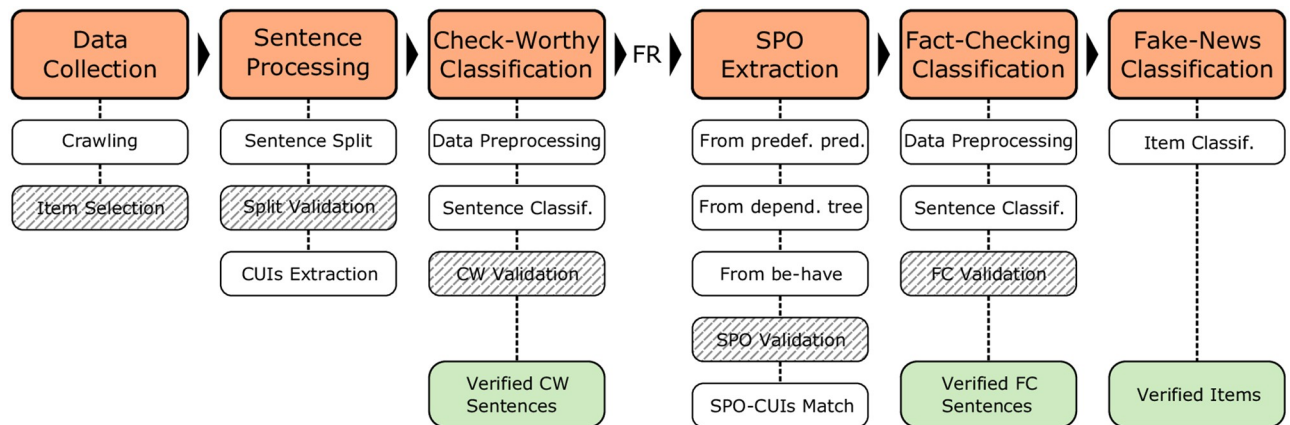 Data
Collection
Sentence
Processing
Check-Worthy
Classification
FR
SPO
Extraction
Fact-Checking
Classification
Fake-News
Classification
Crawling
Item Selection
Sentence Split
Split Validation
CUIs Extraction
Data Preprocessing
Sentence Classif.
CW Validation
Verified CW
Sentences
From predef. pred.
From depend. tree
From be-have
SPO Validation
SPO-CUIs Match
Data Preprocessing
Sentence Classif.
FC Validation
Verified FC
Sentences
Item Classif.
Verified Items